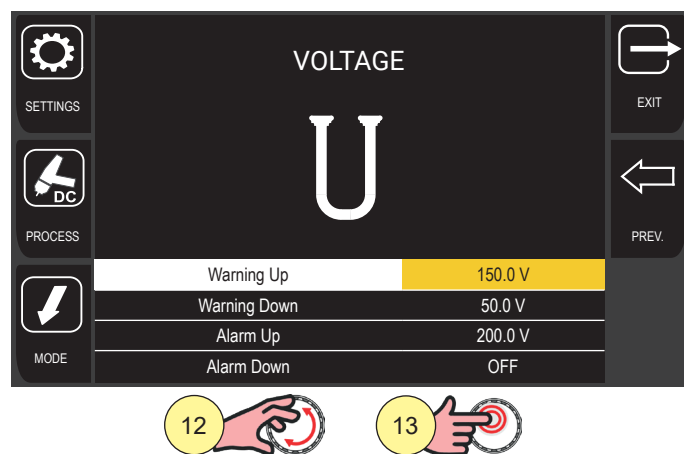 VOLTAGE
SETTINGS
EXIT
U
DC
PROCESS
PREV.
Warning Up 150.0 V
Warning Down 50.0 V
Alarm Up 200.0 V
Alarm Down OFF
MODE
12
13